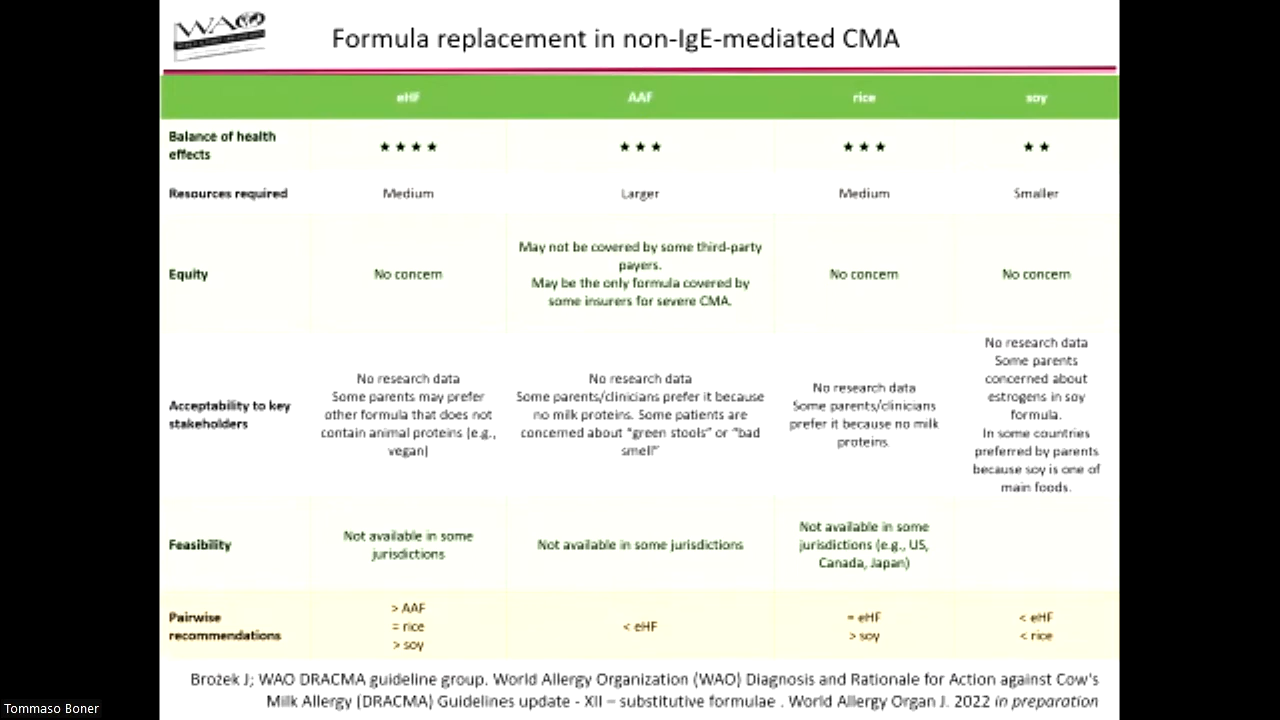 WAO
Formula replacement in non-IgE-mediated CMA
eHF AAF rice soy
Balance of health
effects
★ ★ ★ ★ ★ ★ ★ ★ ★ ★ ★ ★
Resources required Medium Larger Medium Smaller
Equity
No concern
May not be covered by some third-party
payers.
May be the only formula covered by
some insurers for severe CMA.
No concern
No concern
Acceptability to key
stakeholders
No research data
Some parents may prefer
other formula that does not
contain animal proteins (e.g.,
vegan)
No research data
Some parents/clinicians prefer it because
no milk proteins. Some patients are
concerned about "green stools" or "bad
smell"
No research data
Some parents/clinicians
prefer it because no milk
proteins.
No research data
Some parents
concerned about
estrogens in soy
formula.
In some countries
preferred by parents
because soy is one of
main foods.
Feasibility
Not available in some
jurisdictions
Not available in some jurisdictions
Not available in some
jurisdictions (e.g., US,
Canada, Japan)
Pairwise
recommendations
> AAF
= rice
> soy
< eHF
= eHF
> soy
< eHF
< rice
Brożek J; WAO DRACMA guideline group. World Allergy Organization (WAO) Diagnosis and Rationale for Action against Cow's
Milk Allergy (DRACMA) Guidelines update - XII – substitutive formulae . World Allergy Organ J. 2022 in preparation
Tommaso Boner